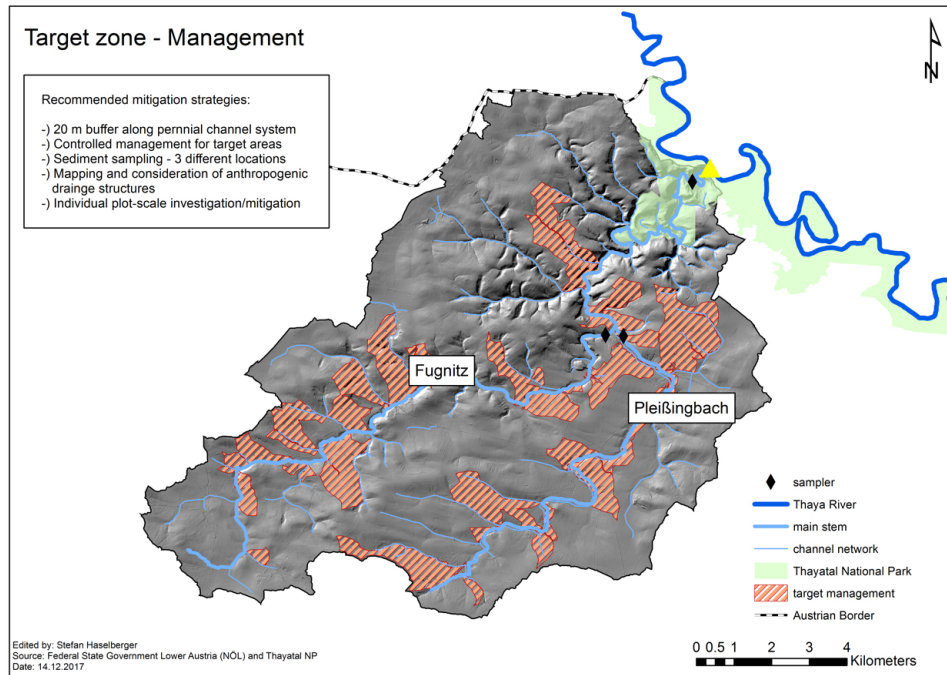 Target zone - Management
Recommended mitigation strategies:
-) 20 m buffer along pernnial channel system
-) Controlled management for target areas
-) Sediment sampling - 3 different locations
-) Mapping and consideration of anthropogenic
drainge structures
-) Individual plot-scale investigation/mitigation
N
Fugnitz
Pleißingbach
sampler
Thaya River
main stem
channel network
Thayatal National Park
target management
Austrian Border
Edited by: Stefan Haselberger
Source: Federal State Government Lower Austria (NÖL) and Thayatal NP
Date: 14.12.2017
0 0.5 1 2 3 4
Kilometers